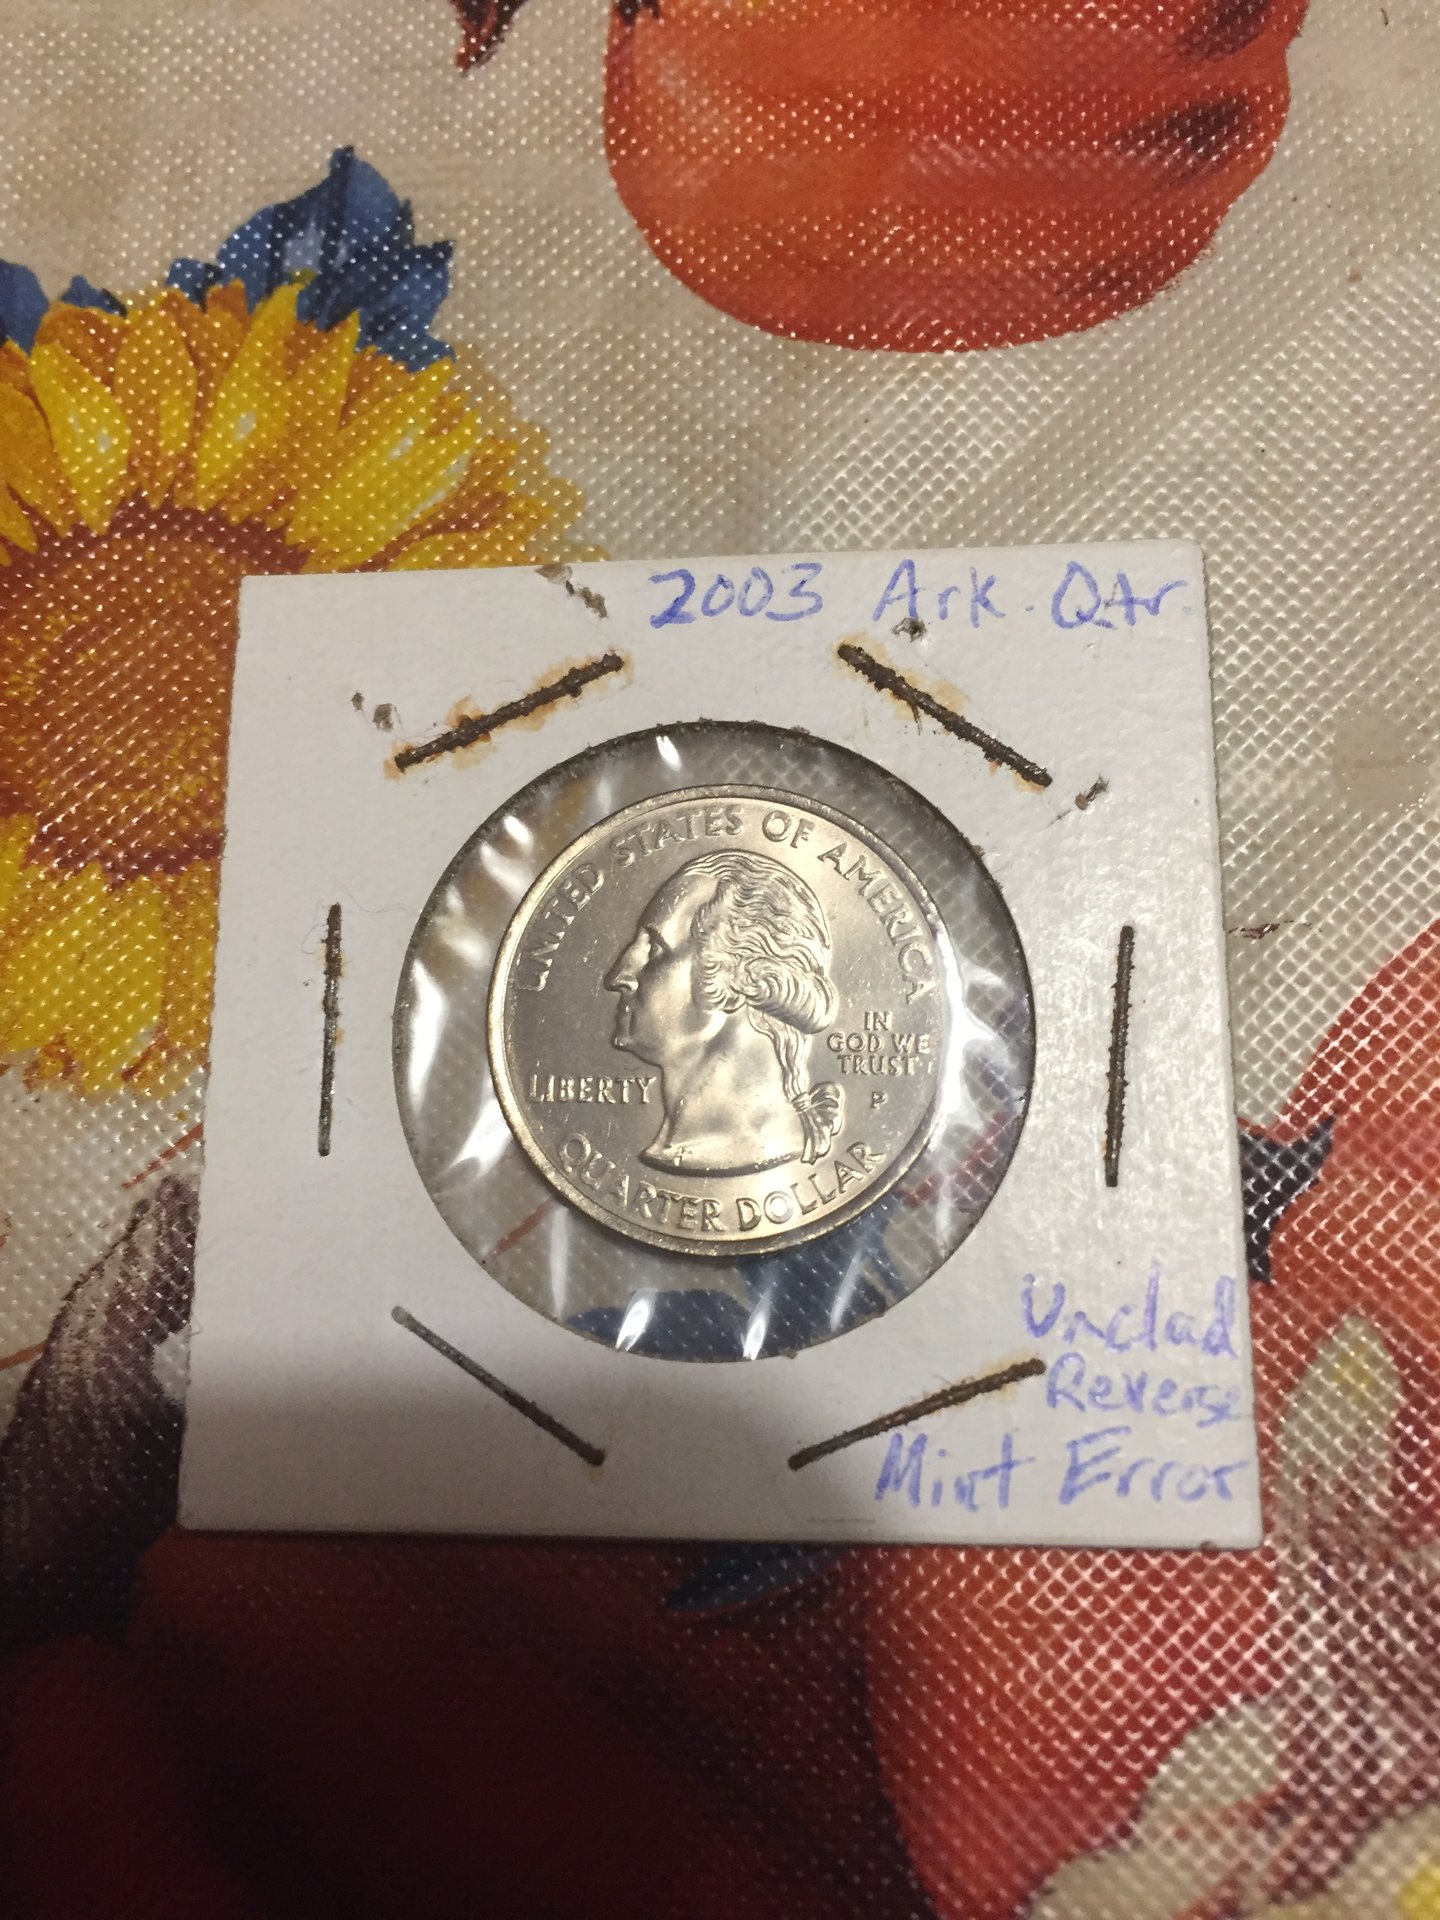 2003 Ark. Qtr.
UNITED STATES OF AMERICA
IN
GOD WE
TRUST
LIBERTY
P
QUARTER DOLLAR
Unclad
Reverse
Mint Error